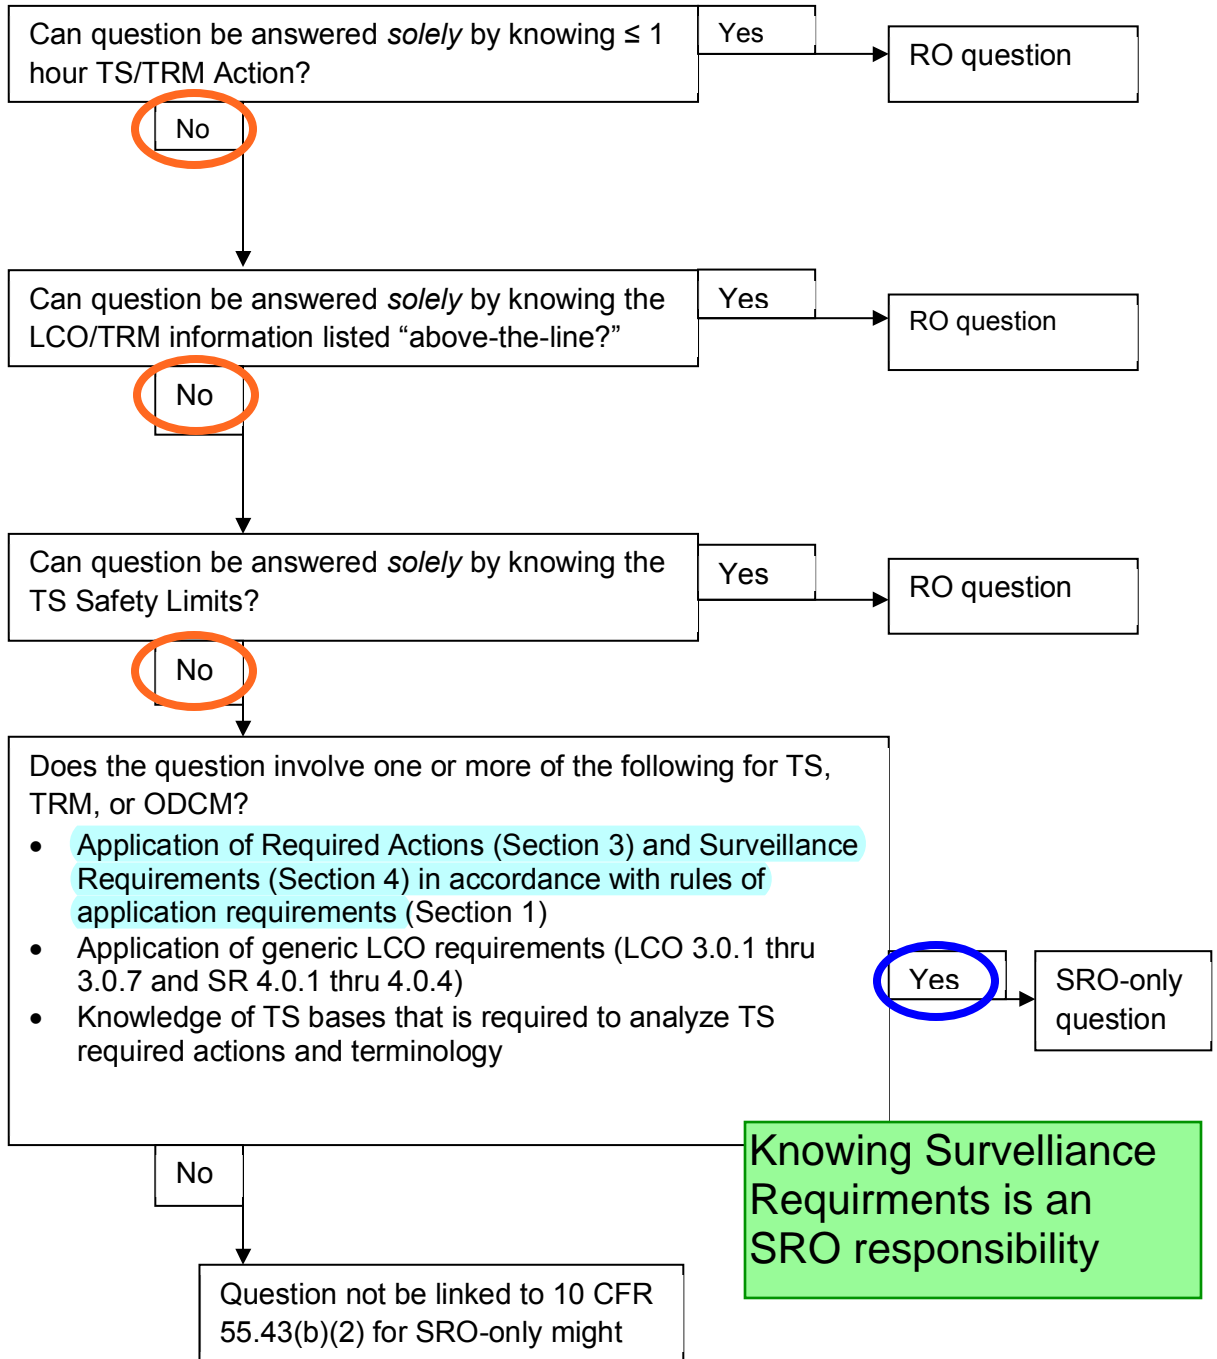 Can question be answered solely by knowing ≤ 1
hour TS/TRM Action?
Yes
RO question
No
Can question be answered solely by knowing the
LCO/TRM information listed “above-the-line?”
Yes
RO question
No
Can question be answered solely by knowing the
TS Safety Limits?
Yes
RO question
No
Does the question involve one or more of the following for TS,
TRM, or ODCM?
• Application of Required Actions (Section 3) and Surveillance
Requirements (Section 4) in accordance with rules of
application requirements (Section 1)
• Application of generic LCO requirements (LCO 3.0.1 thru
3.0.7 and SR 4.0.1 thru 4.0.4)
• Knowledge of TS bases that is required to analyze TS
required actions and terminology
Yes
SRO-only
question
No
Knowing Survelliance
Requirments is an
SRO responsibility
Question not be linked to 10 CFR
55.43(b)(2) for SRO-only might